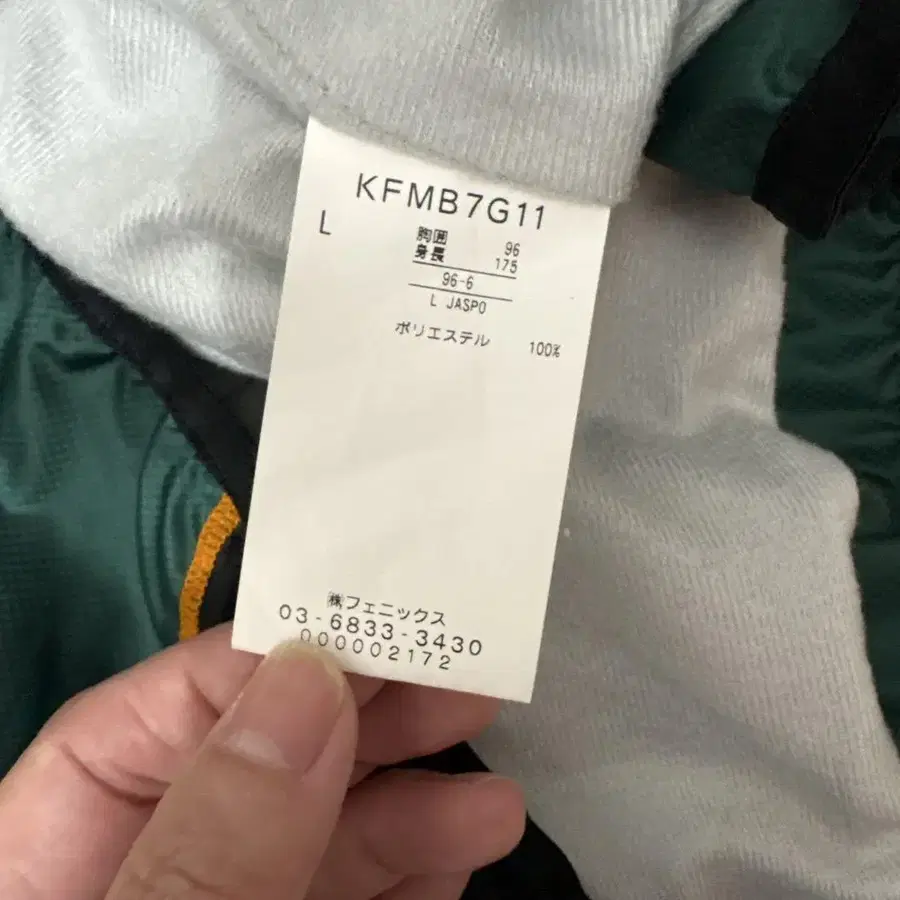 KFMB7G11
L
胸囲 96
身長 175
96-6
L JASPO
ポリエステル 100%
㈱フェニックス
03-6833-3430
000002172